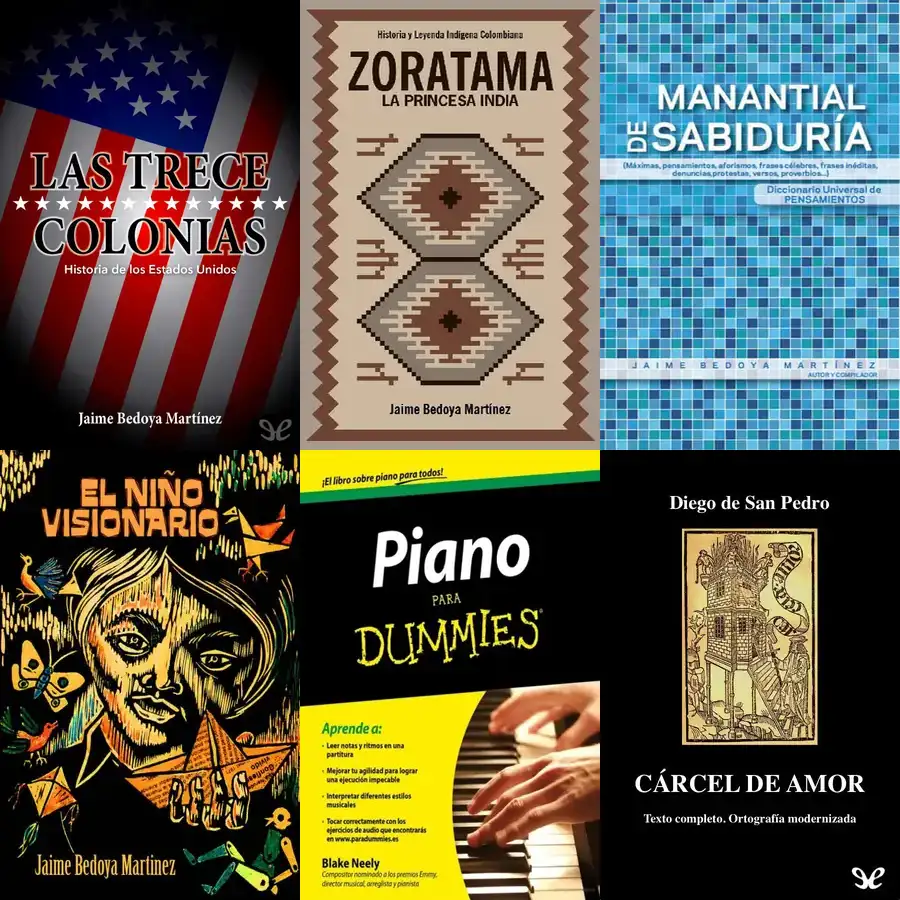 LAS TRECE
COLONIAS
Historia de los Estados Unidos
Jaime Bedoya Martínez
Historia y Leyenda Indígena Colombiana
ZORATAMA
LA PRINCESA INDIA
Jaime Bedoya Martínez
MANANTIAL
DE SABIDURÍA
(Máximas, pensamientos, aforismos, frases célebres, frases inéditas,
denuncias,protestas, versos, proverbios...)
Diccionario Universal de
PENSAMIENTOS
JAIME BEDOYA MARTÍNEZ
AUTOR Y COMPILADOR
EL NIÑO
VISIONARIO
Jaime Bedoya Martinez
¡El libro sobre piano para todos!
Piano
PARA
DUMMIES
Aprende a:
• Leer notas y ritmos en una
partitura
• Mejorar tu agilidad para lograr
una ejecución impecable
• Interpretar diferentes estilos
musicales
• Tocar correctamente con los
ejercicios de audio que encontrarás
en www.paradummies.es
Blake Neely
Compositor nominado a los premios Emmy,
director musical, arreglista y pianista
Diego de San Pedro
CÁRCEL DE AMOR
Texto completo. Ortografía modernizada